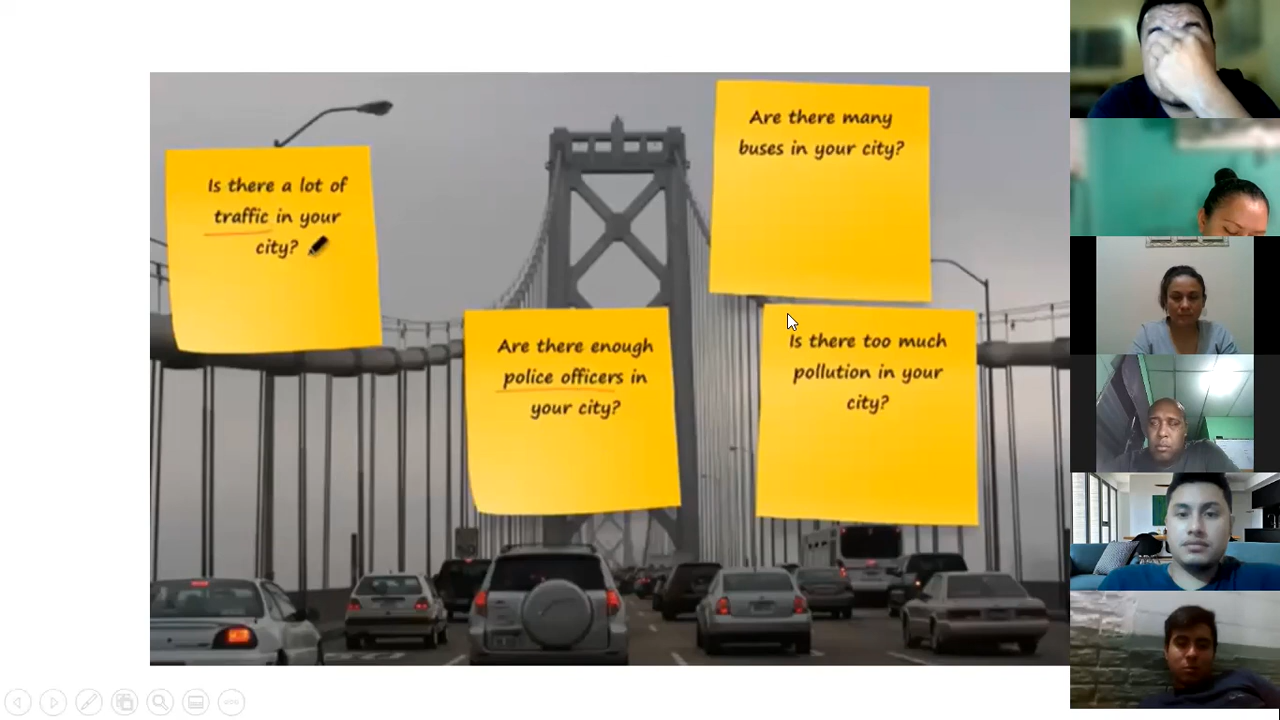 Is there a lot of
traffic in your
city?
Are there enough
police officers in
your city?
Are there many
buses in your city?
Is there too much
pollution in your
city?